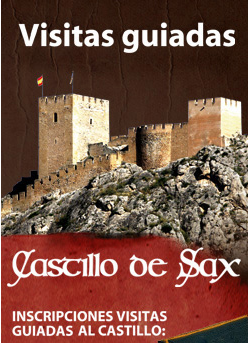 Visitas guiadas
Castillo de Sax
INSCRIPCIONES VISITAS
GUIADAS AL CASTILLO: